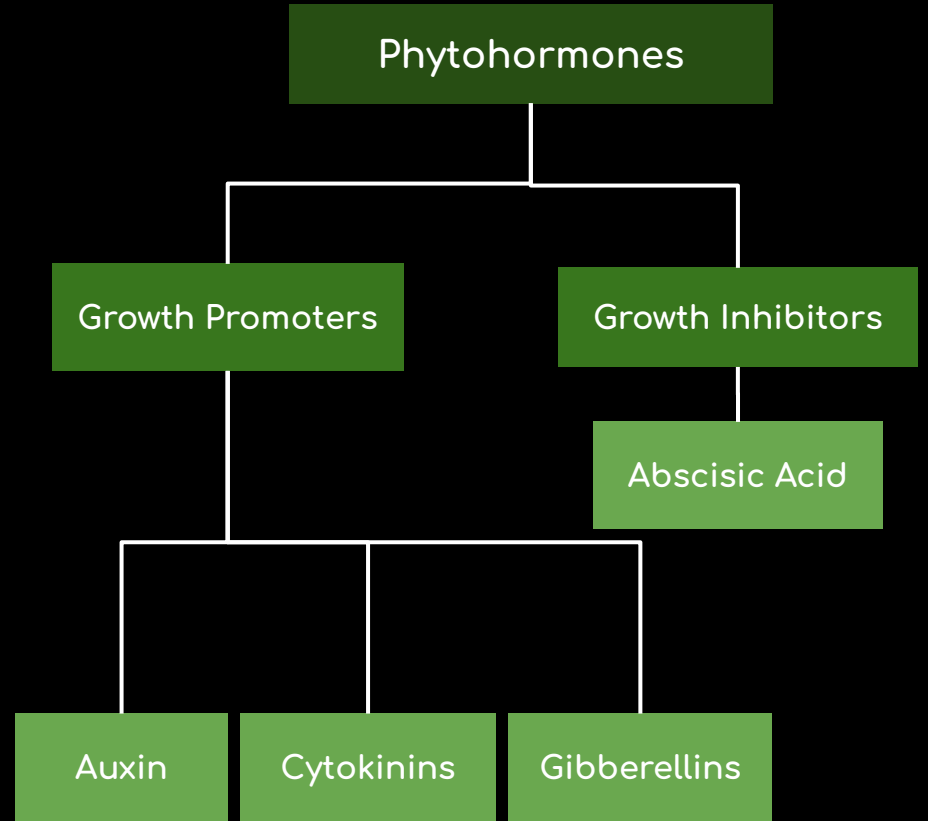 Phytohormones
Growth Promoters
Growth Inhibitors
Abscisic Acid
Auxin
Cytokinins
Gibberellins